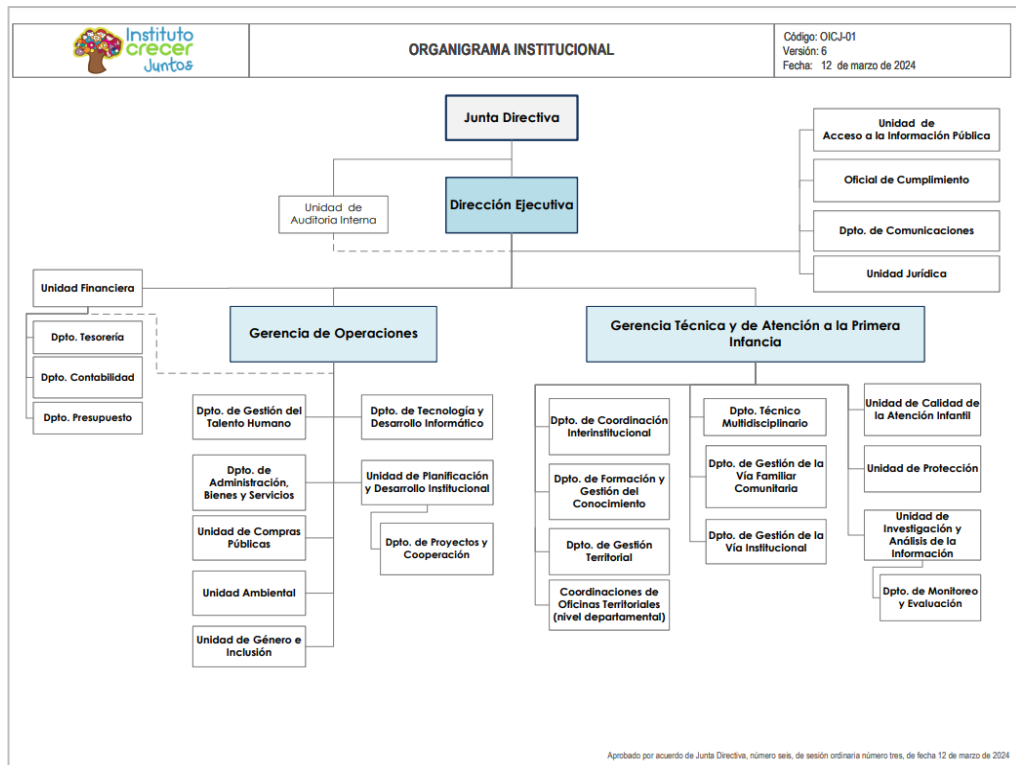 Instituto
crecer
Juntos
ORGANIGRAMA INSTITUCIONAL
Código: OICJ-01
Versión: 6
Fecha: 12 de marzo de 2024
Junta Directiva
Unidad de
Auditoria Interna
Dirección Ejecutiva
Unidad de
Acceso a la Información Pública
Oficial de Cumplimiento
Dpto. de Comunicaciones
Unidad Jurídica
Unidad Financiera
Dpto. Tesorería
Dpto. Contabilidad
Dpto. Presupuesto
Gerencia de Operaciones
Dpto. de Gestión del
Talento Humano
Dpto. de Tecnología y
Desarrollo Informático
Dpto. de
Administración,
Bienes y Servicios
Unidad de Planificación
y Desarrollo Institucional
Unidad de Compras
Públicas
Dpto. de Proyectos y
Cooperación
Unidad Ambiental
Unidad de Género e
Inclusión
Gerencia Técnica y de Atención a la Primera
Infancia
Dpto. de Coordinación
Interinstitucional
Dpto. de Formación y
Gestión del
Conocimiento
Dpto. de Gestión
Territorial
Coordinaciones de
Oficinas Territoriales
(nivel departamental)
Dpto. Técnico
Multidisciplinario
Dpto. de Gestión de la
Vía Familiar
Comunitaria
Dpto. de Gestión de la
Vía Institucional
Unidad de Calidad de
la Atención Infantil
Unidad de Protección
Unidad de
Investigación y
Análisis de la
Información
Dpto. de Monitoreo
y Evaluación
Aprobado por acuerdo de Junta Directiva, número seis, de sesión ordinaria número tres, de fecha 12 de marzo de 2024